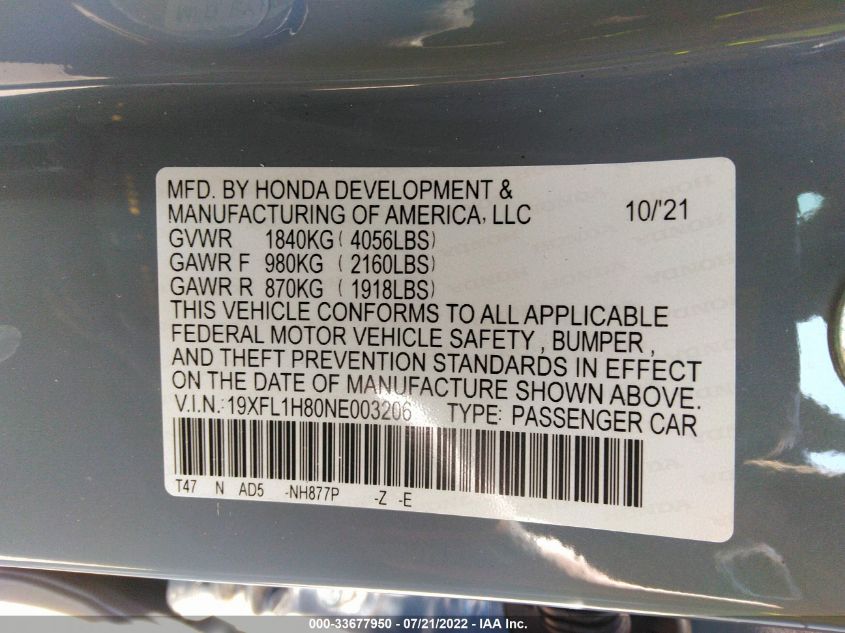 MFD. BY HONDA DEVELOPMENT &
MANUFACTURING OF AMERICA, LLC 10/'21
GVWR 1840KG ( 4056LBS)
GAWR F 980KG ( 2160LBS)
GAWR R 870KG ( 1918LBS)
THIS VEHICLE CONFORMS TO ALL APPLICABLE
FEDERAL MOTOR VEHICLE SAFETY , BUMPER ,
AND THEFT PREVENTION STANDARDS IN EFFECT
ON THE DATE OF MANUFACTURE SHOWN ABOVE.
V.I.N.:19XFL1H80NE003206 TYPE: PASSENGER CAR
T47 N AD5 -NH877P -Z -E
000-33677950 - 07/21/2022 - IAA Inc.